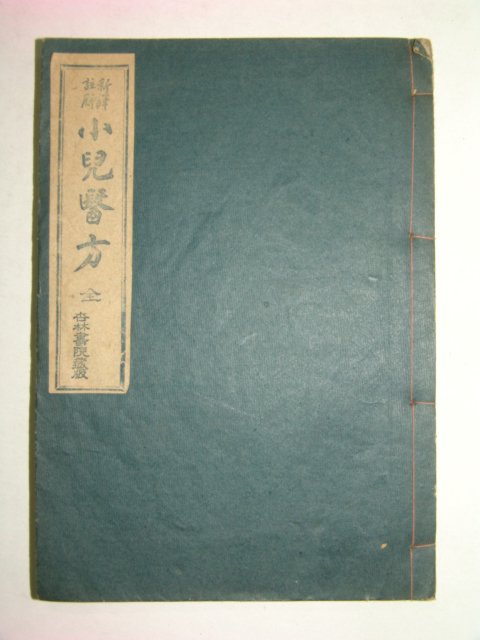 新譯
註解
小兒醫方
全
杏林書院藏版